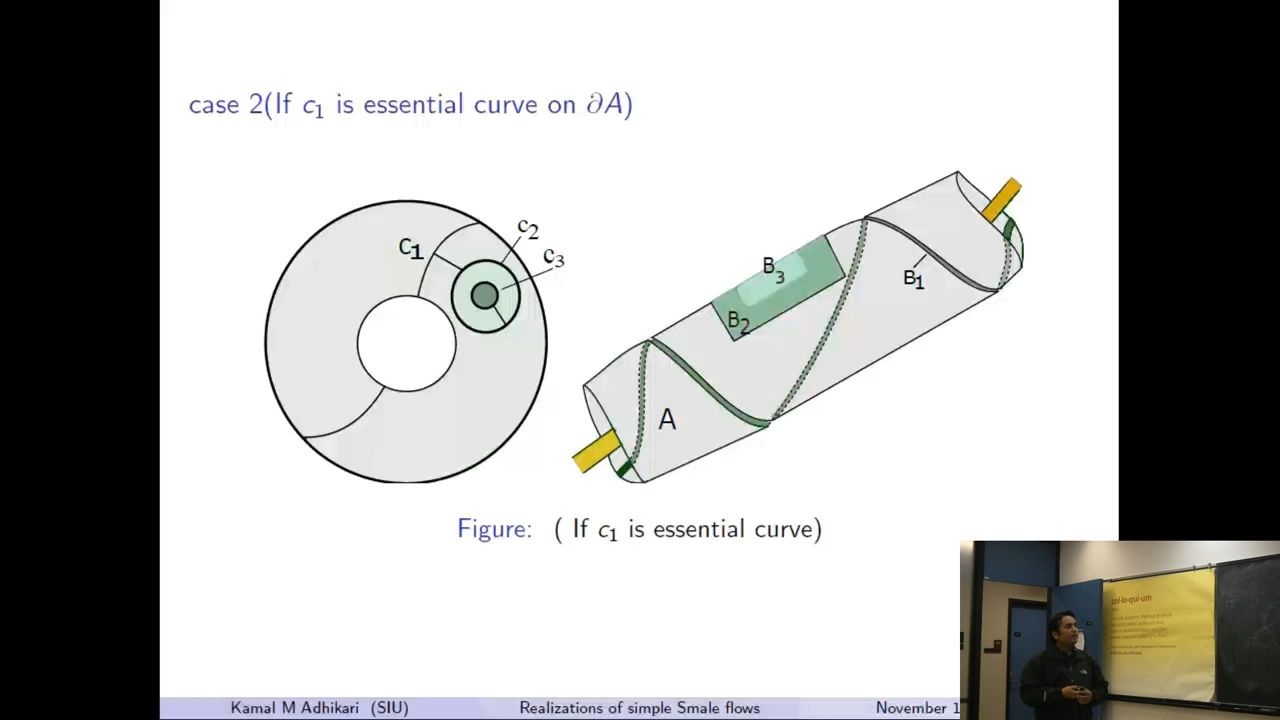 case 2(If c₁ is essential curve on ∂A)
c₂
C₁
c₃
B₃
B₁
B₂
A
Figure: ( If c₁ is essential curve)
col·lo·qui·um
Kamal M Adhikari (SIU) Realizations of simple Smale flows November 1